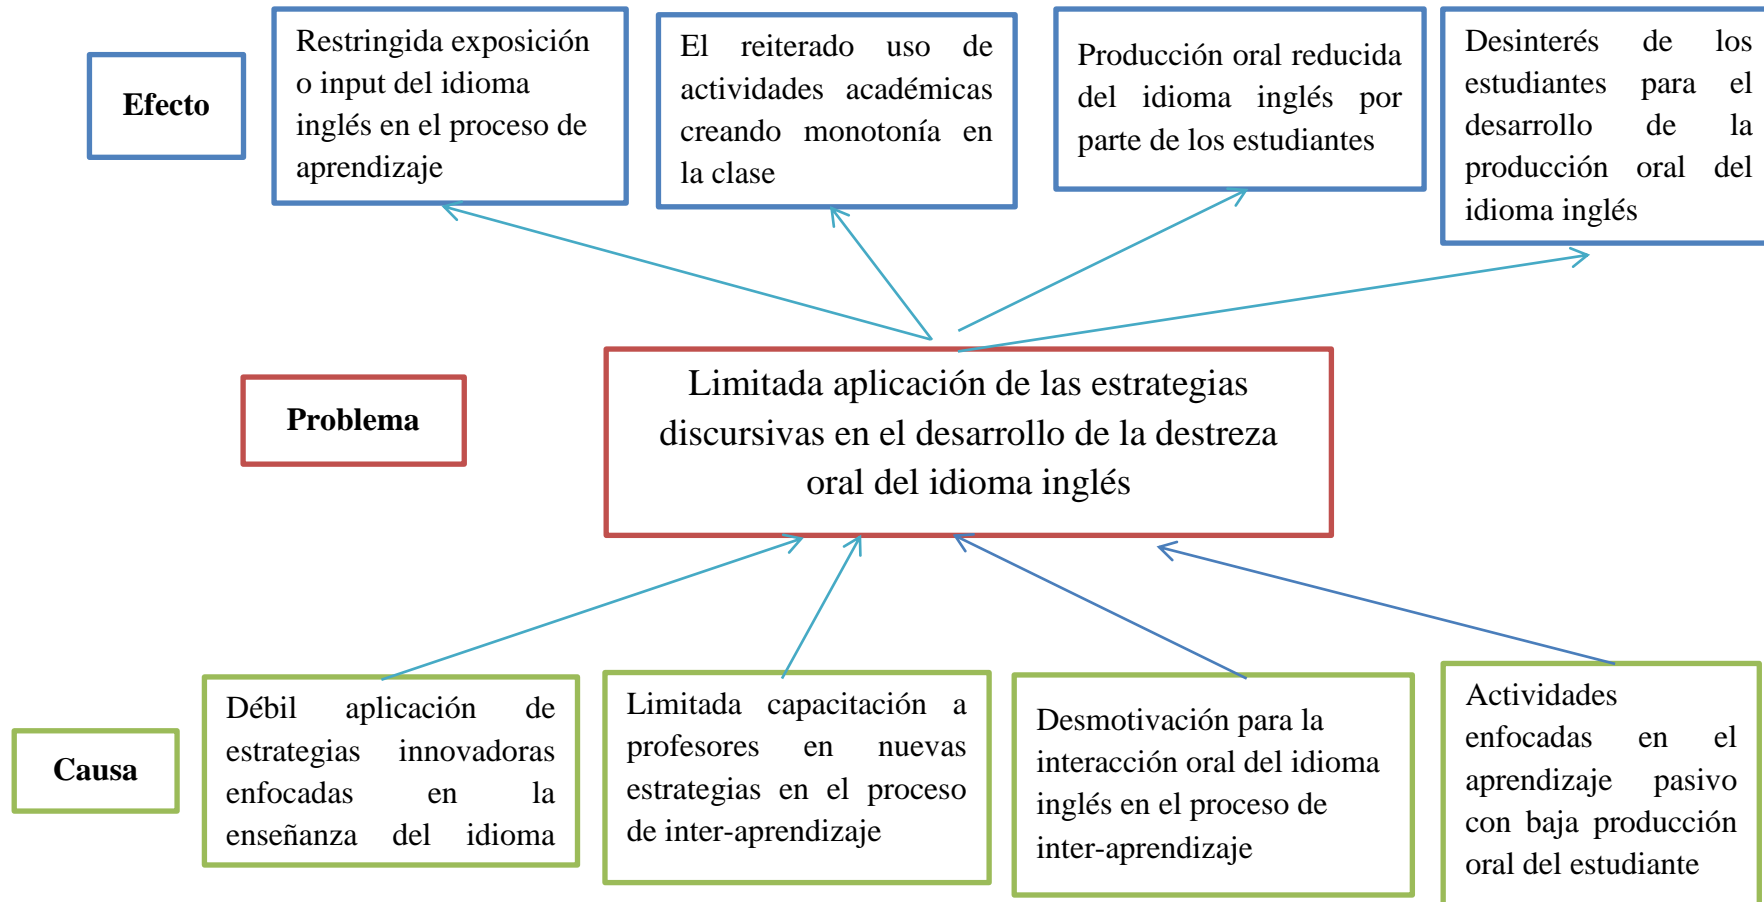 Efecto
Restringida exposición
o input del idioma
inglés en el proceso de
aprendizaje
El reiterado uso de
actividades académicas
creando monotonía en
la clase
Producción oral reducida
del idioma inglés por
parte de los estudiantes
Desinterés de los
estudiantes para el
desarrollo de la
producción oral del
idioma inglés
Problema
Limitada aplicación de las estrategias
discursivas en el desarrollo de la destreza
oral del idioma inglés
Causa
Débil aplicación de
estrategias innovadoras
enfocadas en la
enseñanza del idioma
Limitada capacitación a
profesores en nuevas
estrategias en el proceso
de inter-aprendizaje
Desmotivación para la
interacción oral del idioma
inglés en el proceso de
inter-aprendizaje
Actividades
enfocadas en el
aprendizaje pasivo
con baja producción
oral del estudiante